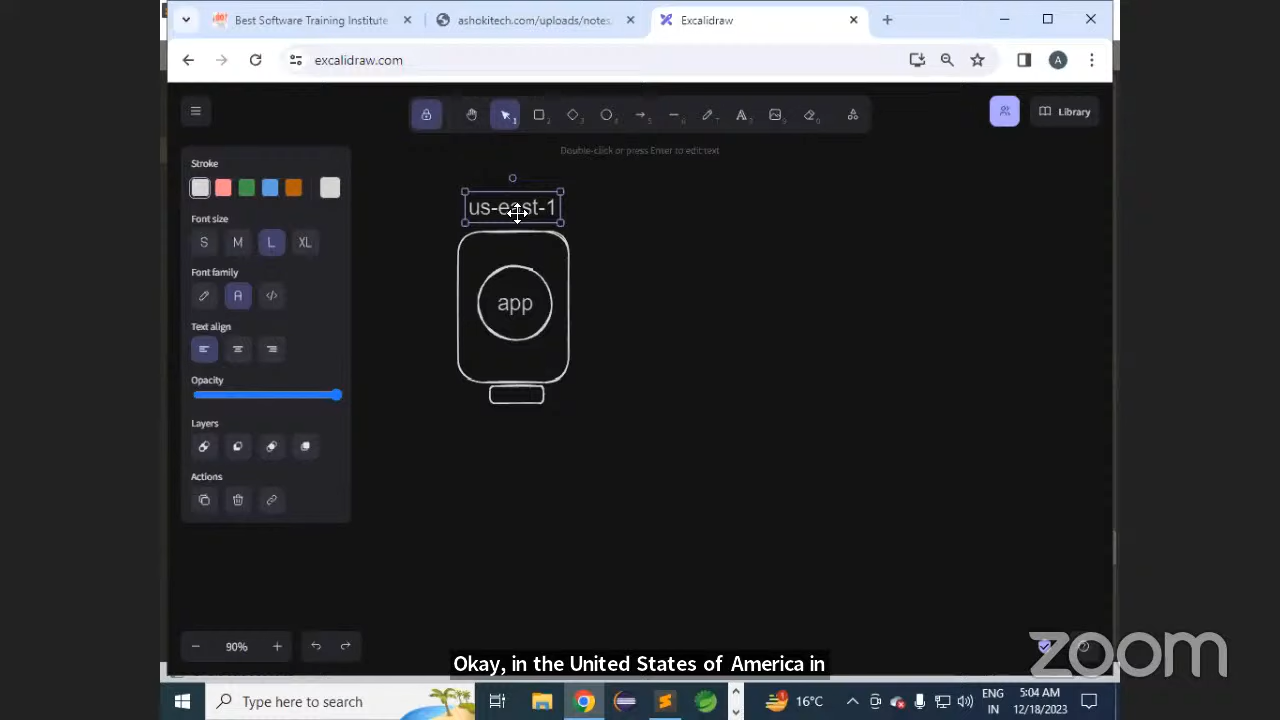 Best Software Training Institute
ashokitech.com/uploads/notes
Excalidraw
excalidraw.com
A
Library
Double-click or press Enter to edit text
Stroke
Font size
S M L XL
Font family
A
Text align
Opacity
Layers
Actions
us-east-1
app
90%
Okay, in the United States of America in
zoom
Type here to search
1
16°C
ENG
IN
5:04 AM
12/18/2023